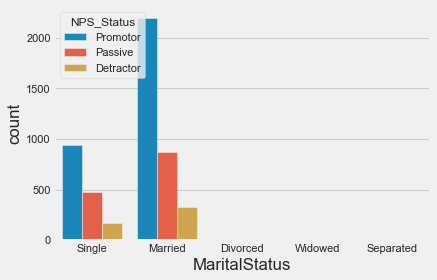 NPS_Status
Promotor
Passive
Detractor
2000
1500
1000
500
0
count
Single Married Divorced Widowed Separated
MaritalStatus